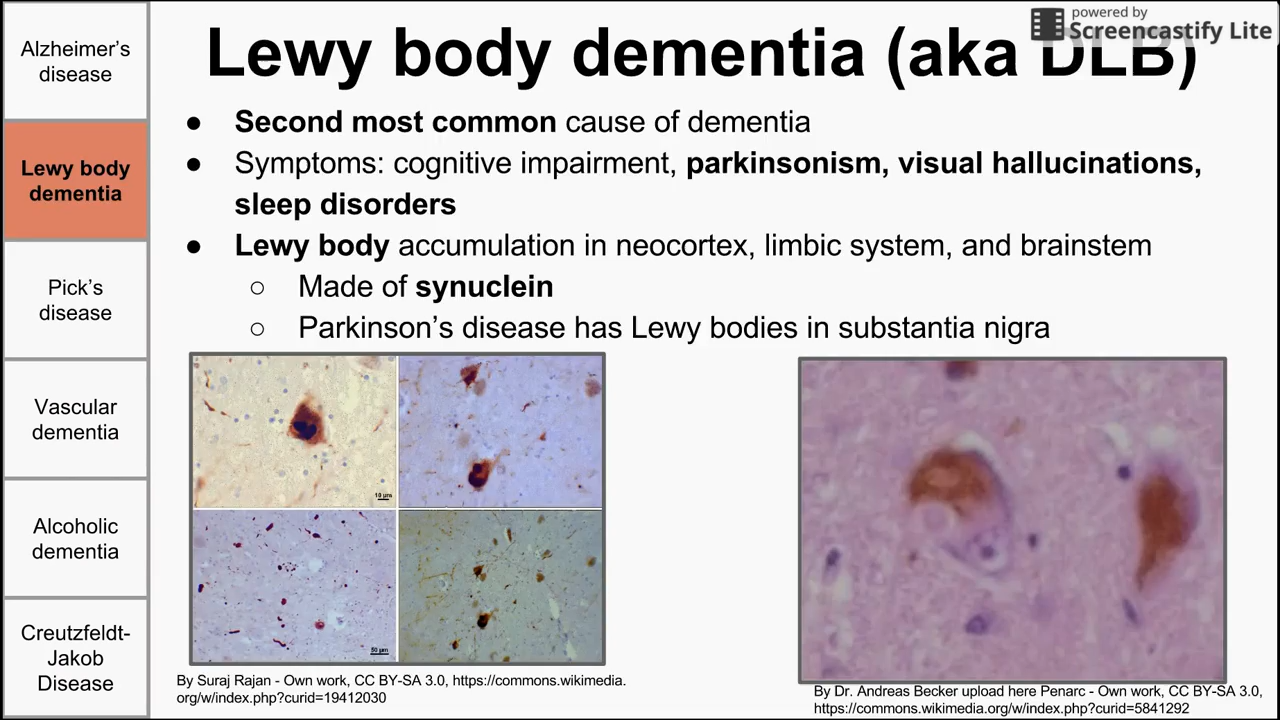 Alzheimer's
disease
Lewy body
dementia
Pick's
disease
Vascular
dementia
Alcoholic
dementia
Creutzfeldt-
Jakob
Disease
powered by
Screencastify Lite
Lewy body dementia (aka DLB)
● Second most common cause of dementia
● Symptoms: cognitive impairment, parkinsonism, visual hallucinations,
sleep disorders
● Lewy body accumulation in neocortex, limbic system, and brainstem
○ Made of synuclein
○ Parkinson's disease has Lewy bodies in substantia nigra
10 µm
50 µm
By Suraj Rajan - Own work, CC BY-SA 3.0, https://commons.wikimedia.
org/w/index.php?curid=19412030
By Dr. Andreas Becker upload here Penarc - Own work, CC BY-SA 3.0,
https://commons.wikimedia.org/w/index.php?curid=5841292